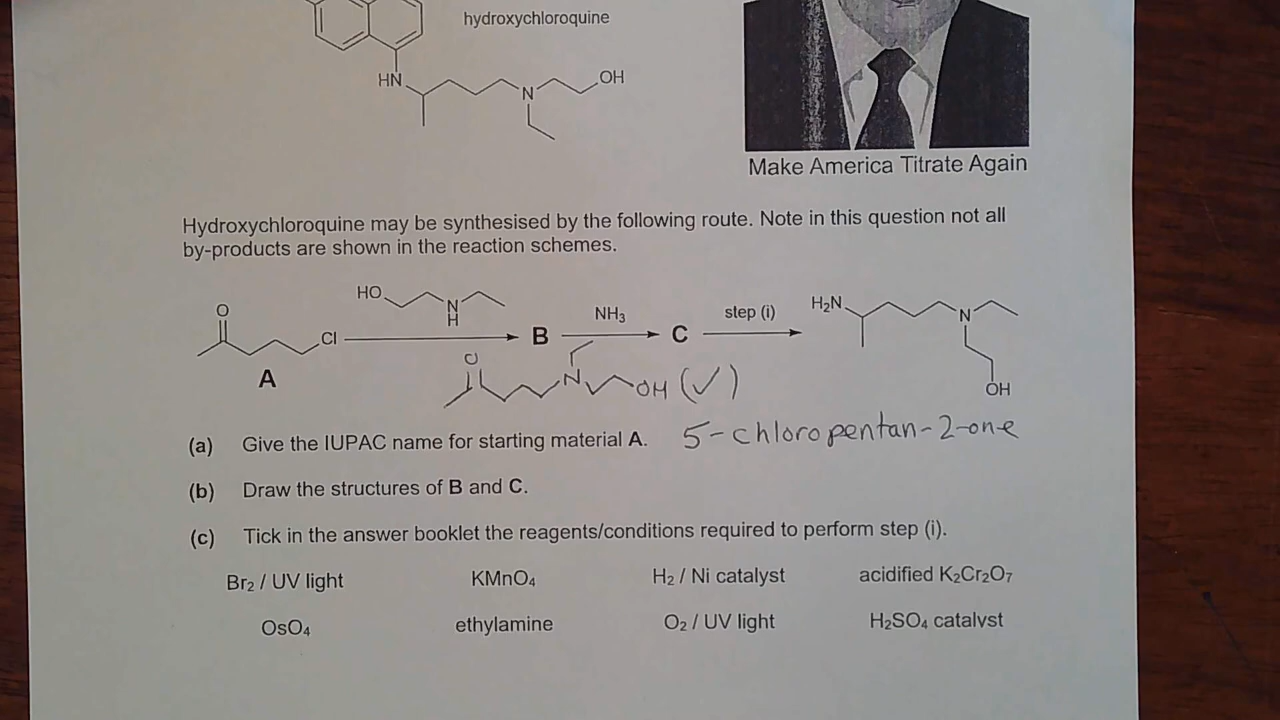 hydroxychloroquine
HN
N
OH
Make America Titrate Again
Hydroxychloroquine may be synthesised by the following route. Note in this question not all
by-products are shown in the reaction schemes.
O
Cl
A
HO
N
H
B
NH3
C
step (i)
H2N
N
OH
O
N
OH (✓)
(a) Give the IUPAC name for starting material A. 5-chloropentan-2-one
(b) Draw the structures of B and C.
(c) Tick in the answer booklet the reagents/conditions required to perform step (i).
Br2 / UV light KMnO4 H2 / Ni catalyst acidified K2Cr2O7
OsO4 ethylamine O2 / UV light H2SO4 catalyst